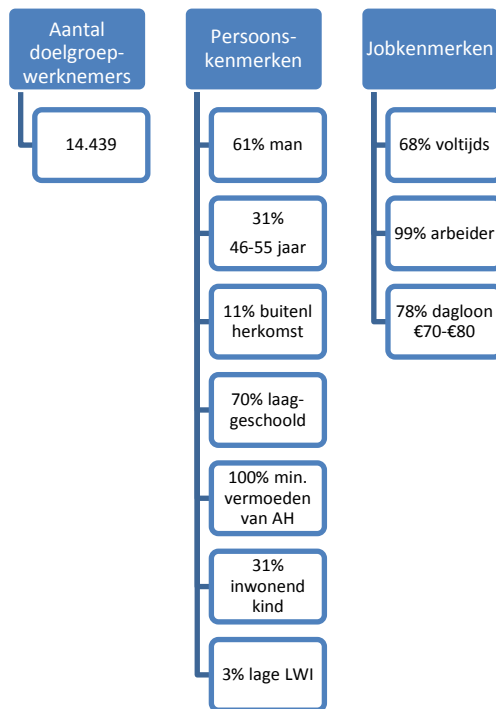 Aantal
doelgroep-
werknemers
14.439
Persoons-
kenmerken
61% man
31%
46-55 jaar
11% buitenl
herkomst
70% laag-
geschoold
100% min.
vermoeden
van AH
31%
inwonend
kind
3% lage LWI
Jobkenmerken
68% voltijds
99% arbeider
78% dagloon
€70-€80